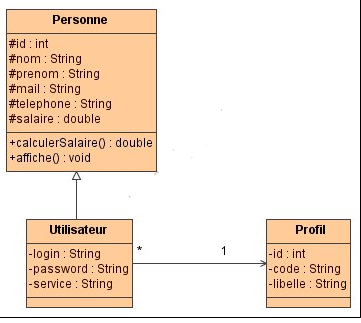 Personne
#id : int
#nom : String
#prenom : String
#mail : String
#telephone : String
#salaire : double
+calculerSalaire() : double
+affiche() : void
Utilisateur
-login : String
-password : String
-service : String
* 1
Profil
-id : int
-code : String
-libelle : String